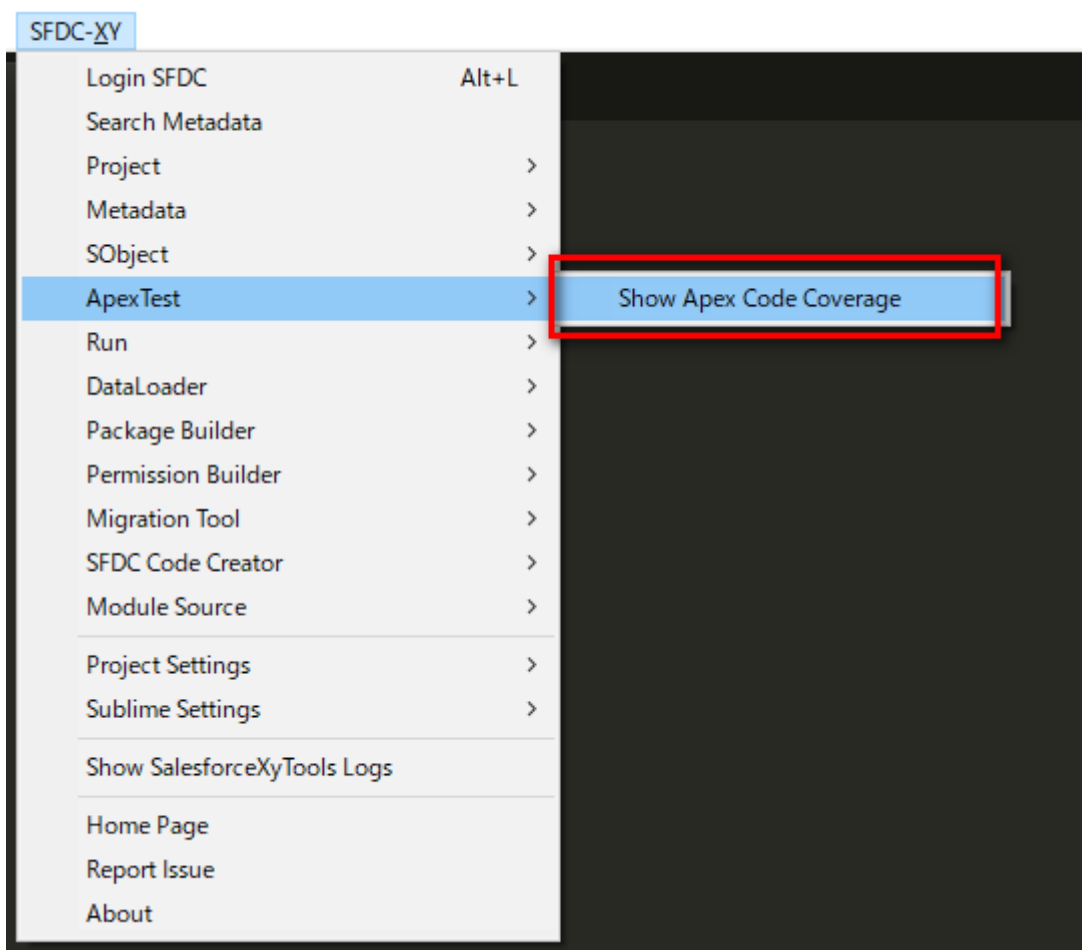 SFDC-XY
Login SFDC Alt+L
Search Metadata
Project
Metadata
SObject
ApexTest
Show Apex Code Coverage
Run
DataLoader
Package Builder
Permission Builder
Migration Tool
SFDC Code Creator
Module Source
Project Settings
Sublime Settings
Show SalesforceXyTools Logs
Home Page
Report Issue
About